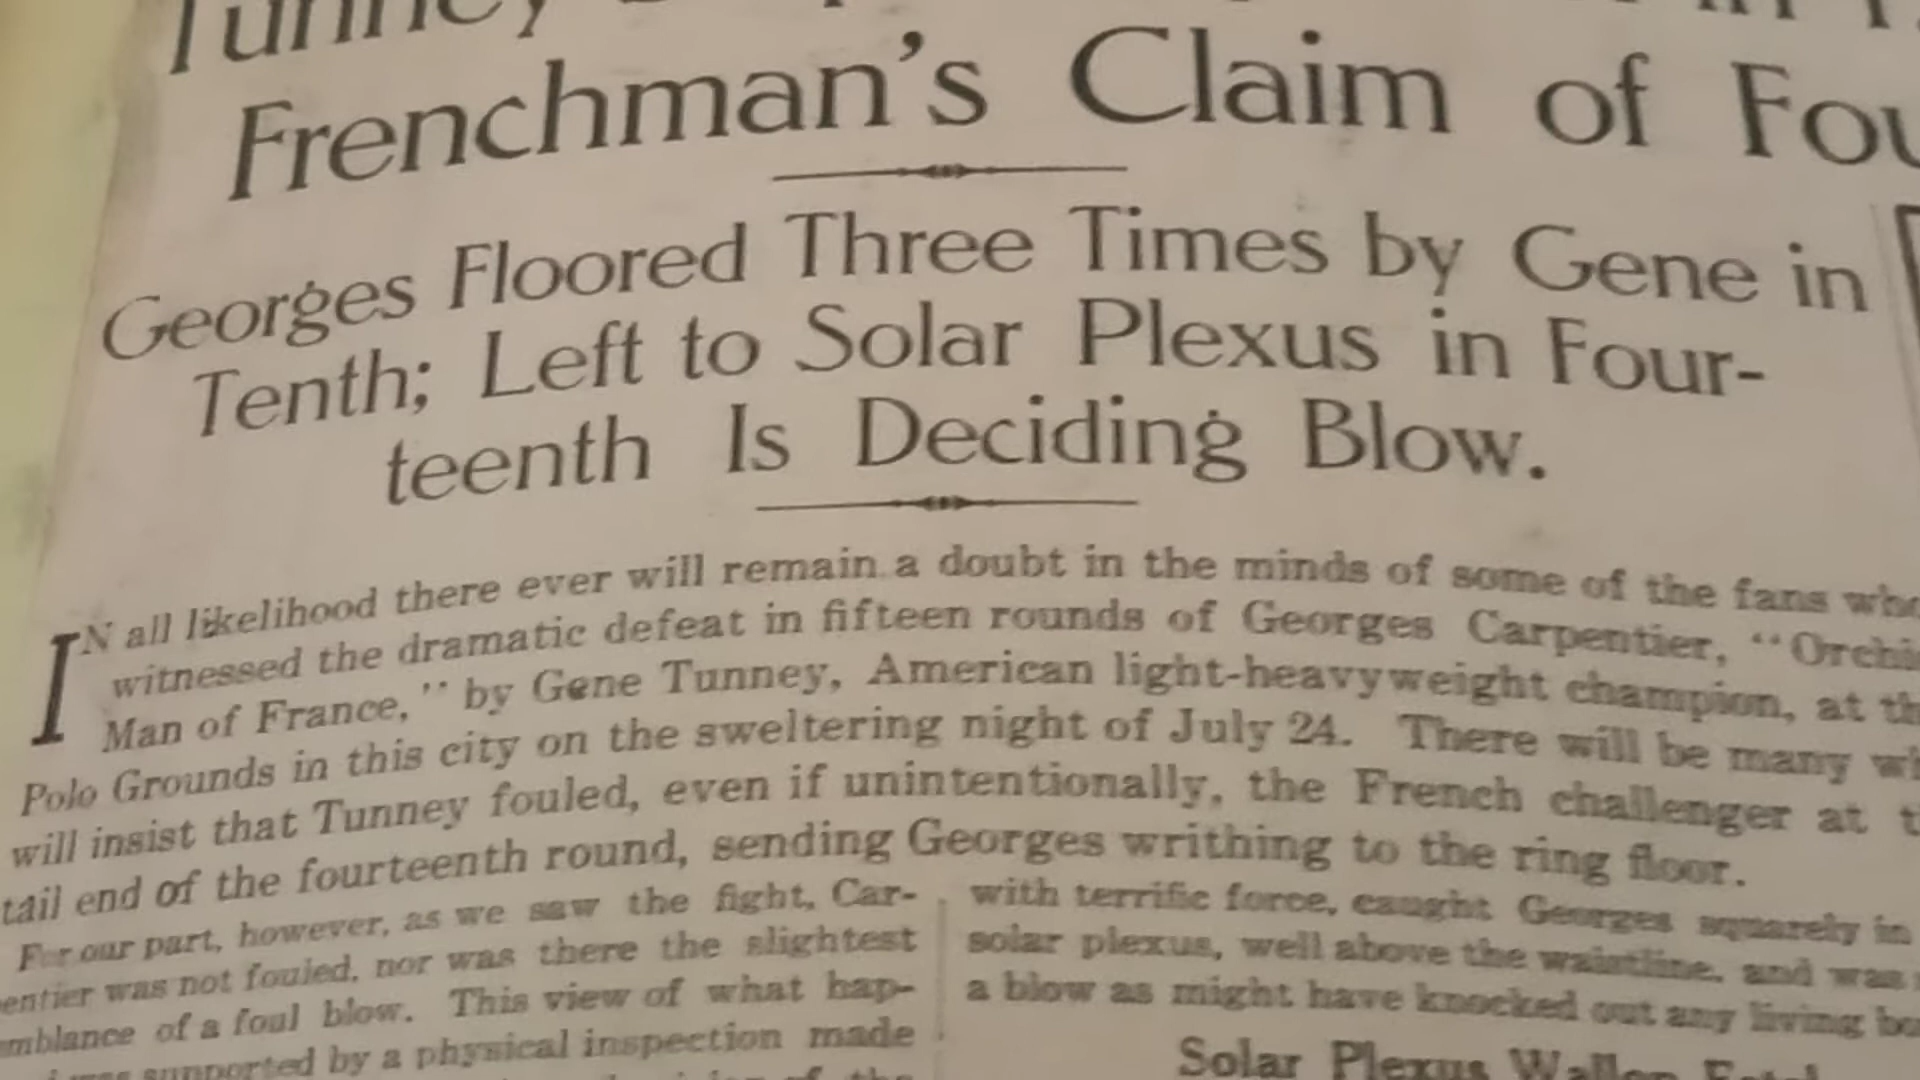 Tunney
Frenchman's Claim of
Georges Floored Three Times by Gene in
Tenth; Left to Solar Plexus in Four-
teenth Is Deciding Blow.
IN all likelihood there ever will remain a doubt in the minds of some of the fans who
witnessed the dramatic defeat in fifteen rounds of Georges Carpentier, "Orchid
Man of France," by Gene Tunney, American light-heavyweight champion, at the
Polo Grounds in this city on the sweltering night of July 24. There will be many
will insist that Tunney fouled, even if unintentionally, the French challenger at
tail end of the fourteenth round, sending Georges writhing to the ring floor.
For our part, however, as we saw the fight, Car-
entier was not fouled, nor was there the slightest
mblance of a foul blow. This view of what hap-
was supported by a physical inspection made
of the
with terrific force, caught Georges squarely in
solar plexus, well above the waistline, and was
a blow as might have knocked out any living
Solar Plexus Wallop